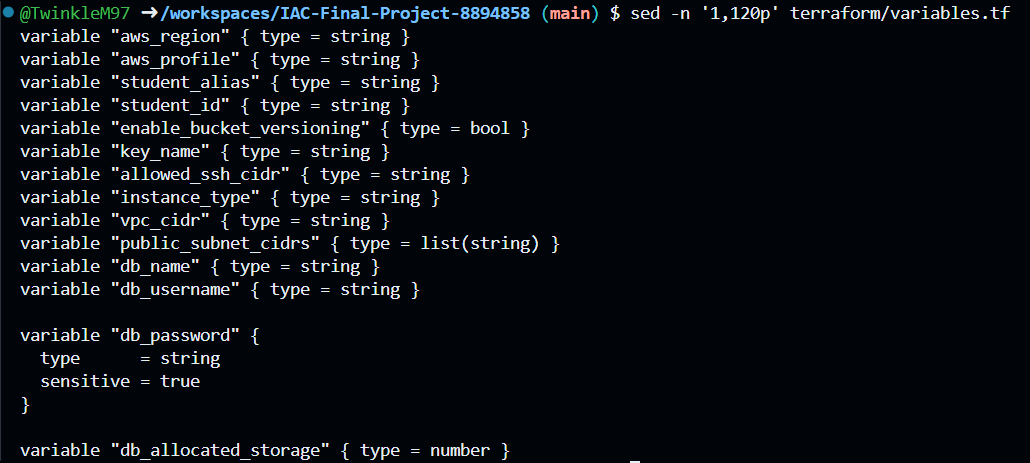 @TwinkleM97 ➜/workspaces/IAC-Final-Project-8894858 (main) $ sed -n '1,120p' terraform/variables.tf
variable "aws_region" { type = string }
variable "aws_profile" { type = string }
variable "student_alias" { type = string }
variable "student_id" { type = string }
variable "enable_bucket_versioning" { type = bool }
variable "key_name" { type = string }
variable "allowed_ssh_cidr" { type = string }
variable "instance_type" { type = string }
variable "vpc_cidr" { type = string }
variable "public_subnet_cidrs" { type = list(string) }
variable "db_name" { type = string }
variable "db_username" { type = string }

variable "db_password" {
  type      = string
  sensitive = true
}

variable "db_allocated_storage" { type = number }